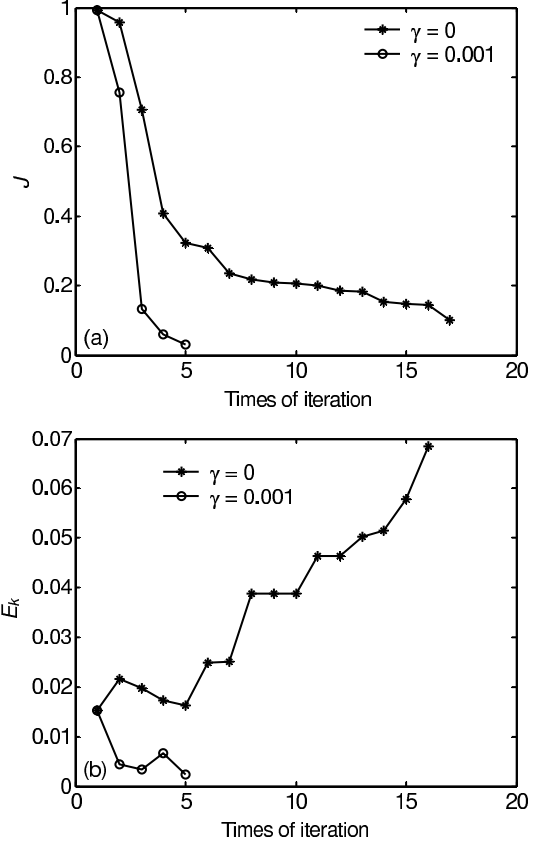 1
γ = 0
γ = 0.001
0.8
0.6
J
0.4
0.2
(a)
0
0 5 10 15 20
Times of iteration
0.07
γ = 0
0.06
γ = 0.001
0.05
0.04
Ek
0.03
0.02
0.01
(b)
0
0 5 10 15 20
Times of iteration